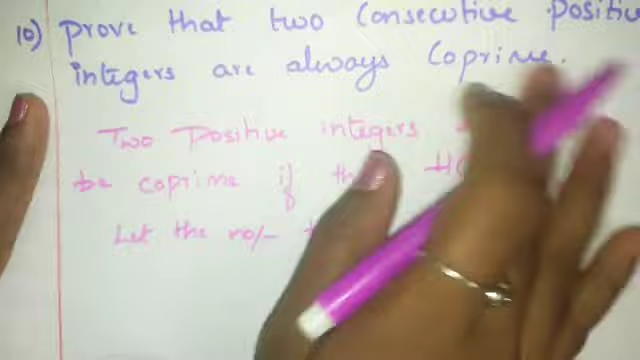 10) Prove that two Consecutive positive
integers are always Coprime.
Two Positive integers
be coprime if
Let the no/-